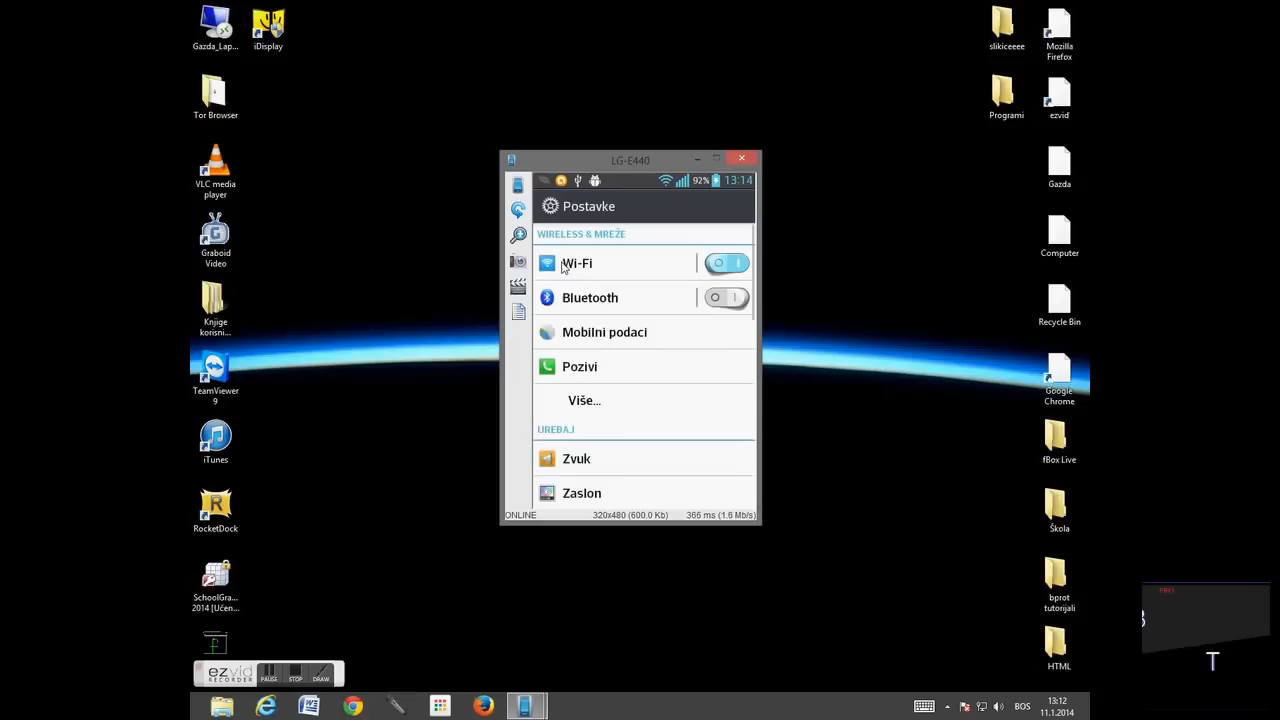 Gazda_Lap...
iDisplay
Tor Browser
VLC media
player
Graboid
Video
Knjige
korisni...
TeamViewer
9
iTunes
RocketDock
SchoolGra...
2014 [Učen...
ezvid
RECORDER
PAUSE
STOP
DRAW
LG-E440
92%
13:14
Postavke
WIRELESS & MREŽE
Wi-Fi
Bluetooth
Mobilni podaci
Pozivi
Više...
UREĐAJ
Zvuk
Zaslon
ONLINE
320x480 (600.0 Kb)
365 ms (1.6 Mb/s)
slikiceeee
Mozilla
Firefox
Programi
ezvid
Gazda
Computer
Recycle Bin
Google
Chrome
fBox Live
Škola
bprot
tutorijali
HTML
T
BOS
13:12
11.1.2014